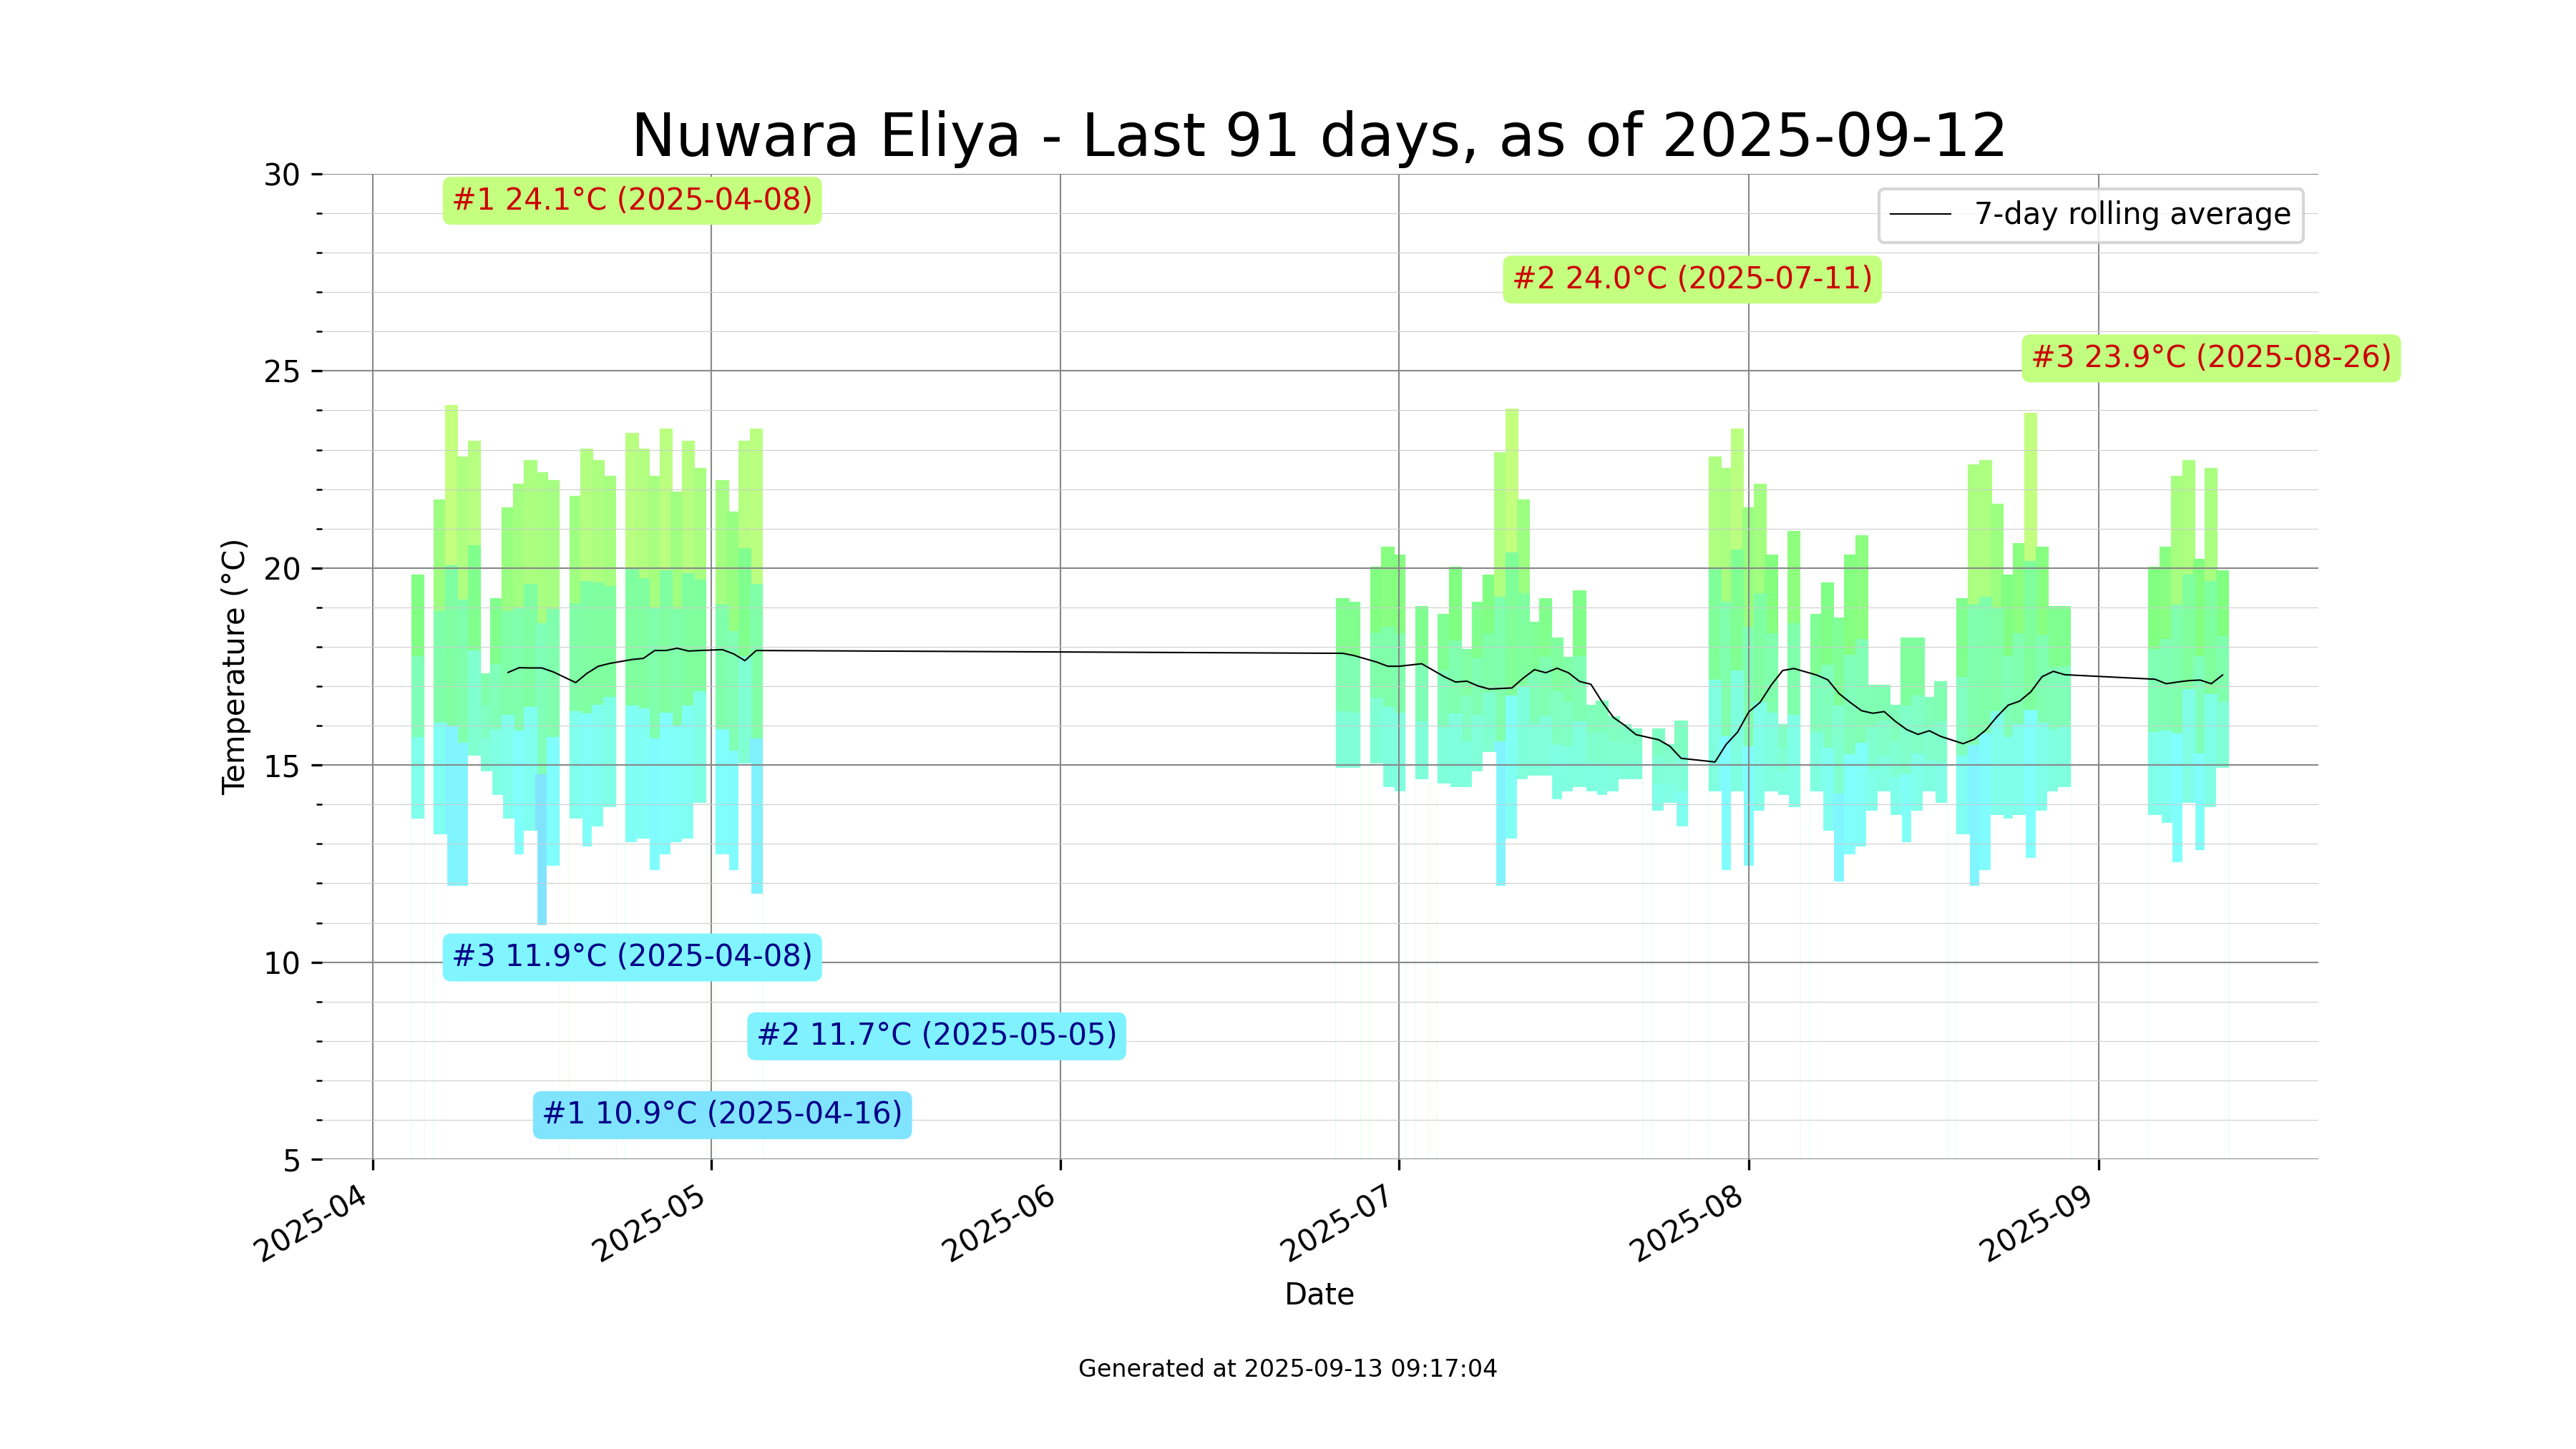 Nuwara Eliya - Last 91 days, as of 2025-09-12
30
#1 24.1°C (2025-04-08)
7-day rolling average
#2 24.0°C (2025-07-11)
#3 23.9°C (2025-08-26)
25
20
Temperature (°C)
15
#3 11.9°C (2025-04-08)
10
#2 11.7°C (2025-05-05)
#1 10.9°C (2025-04-16)
5
2025-04
2025-05
2025-06
2025-07
2025-08
2025-09
Date
Generated at 2025-09-13 09:17:04